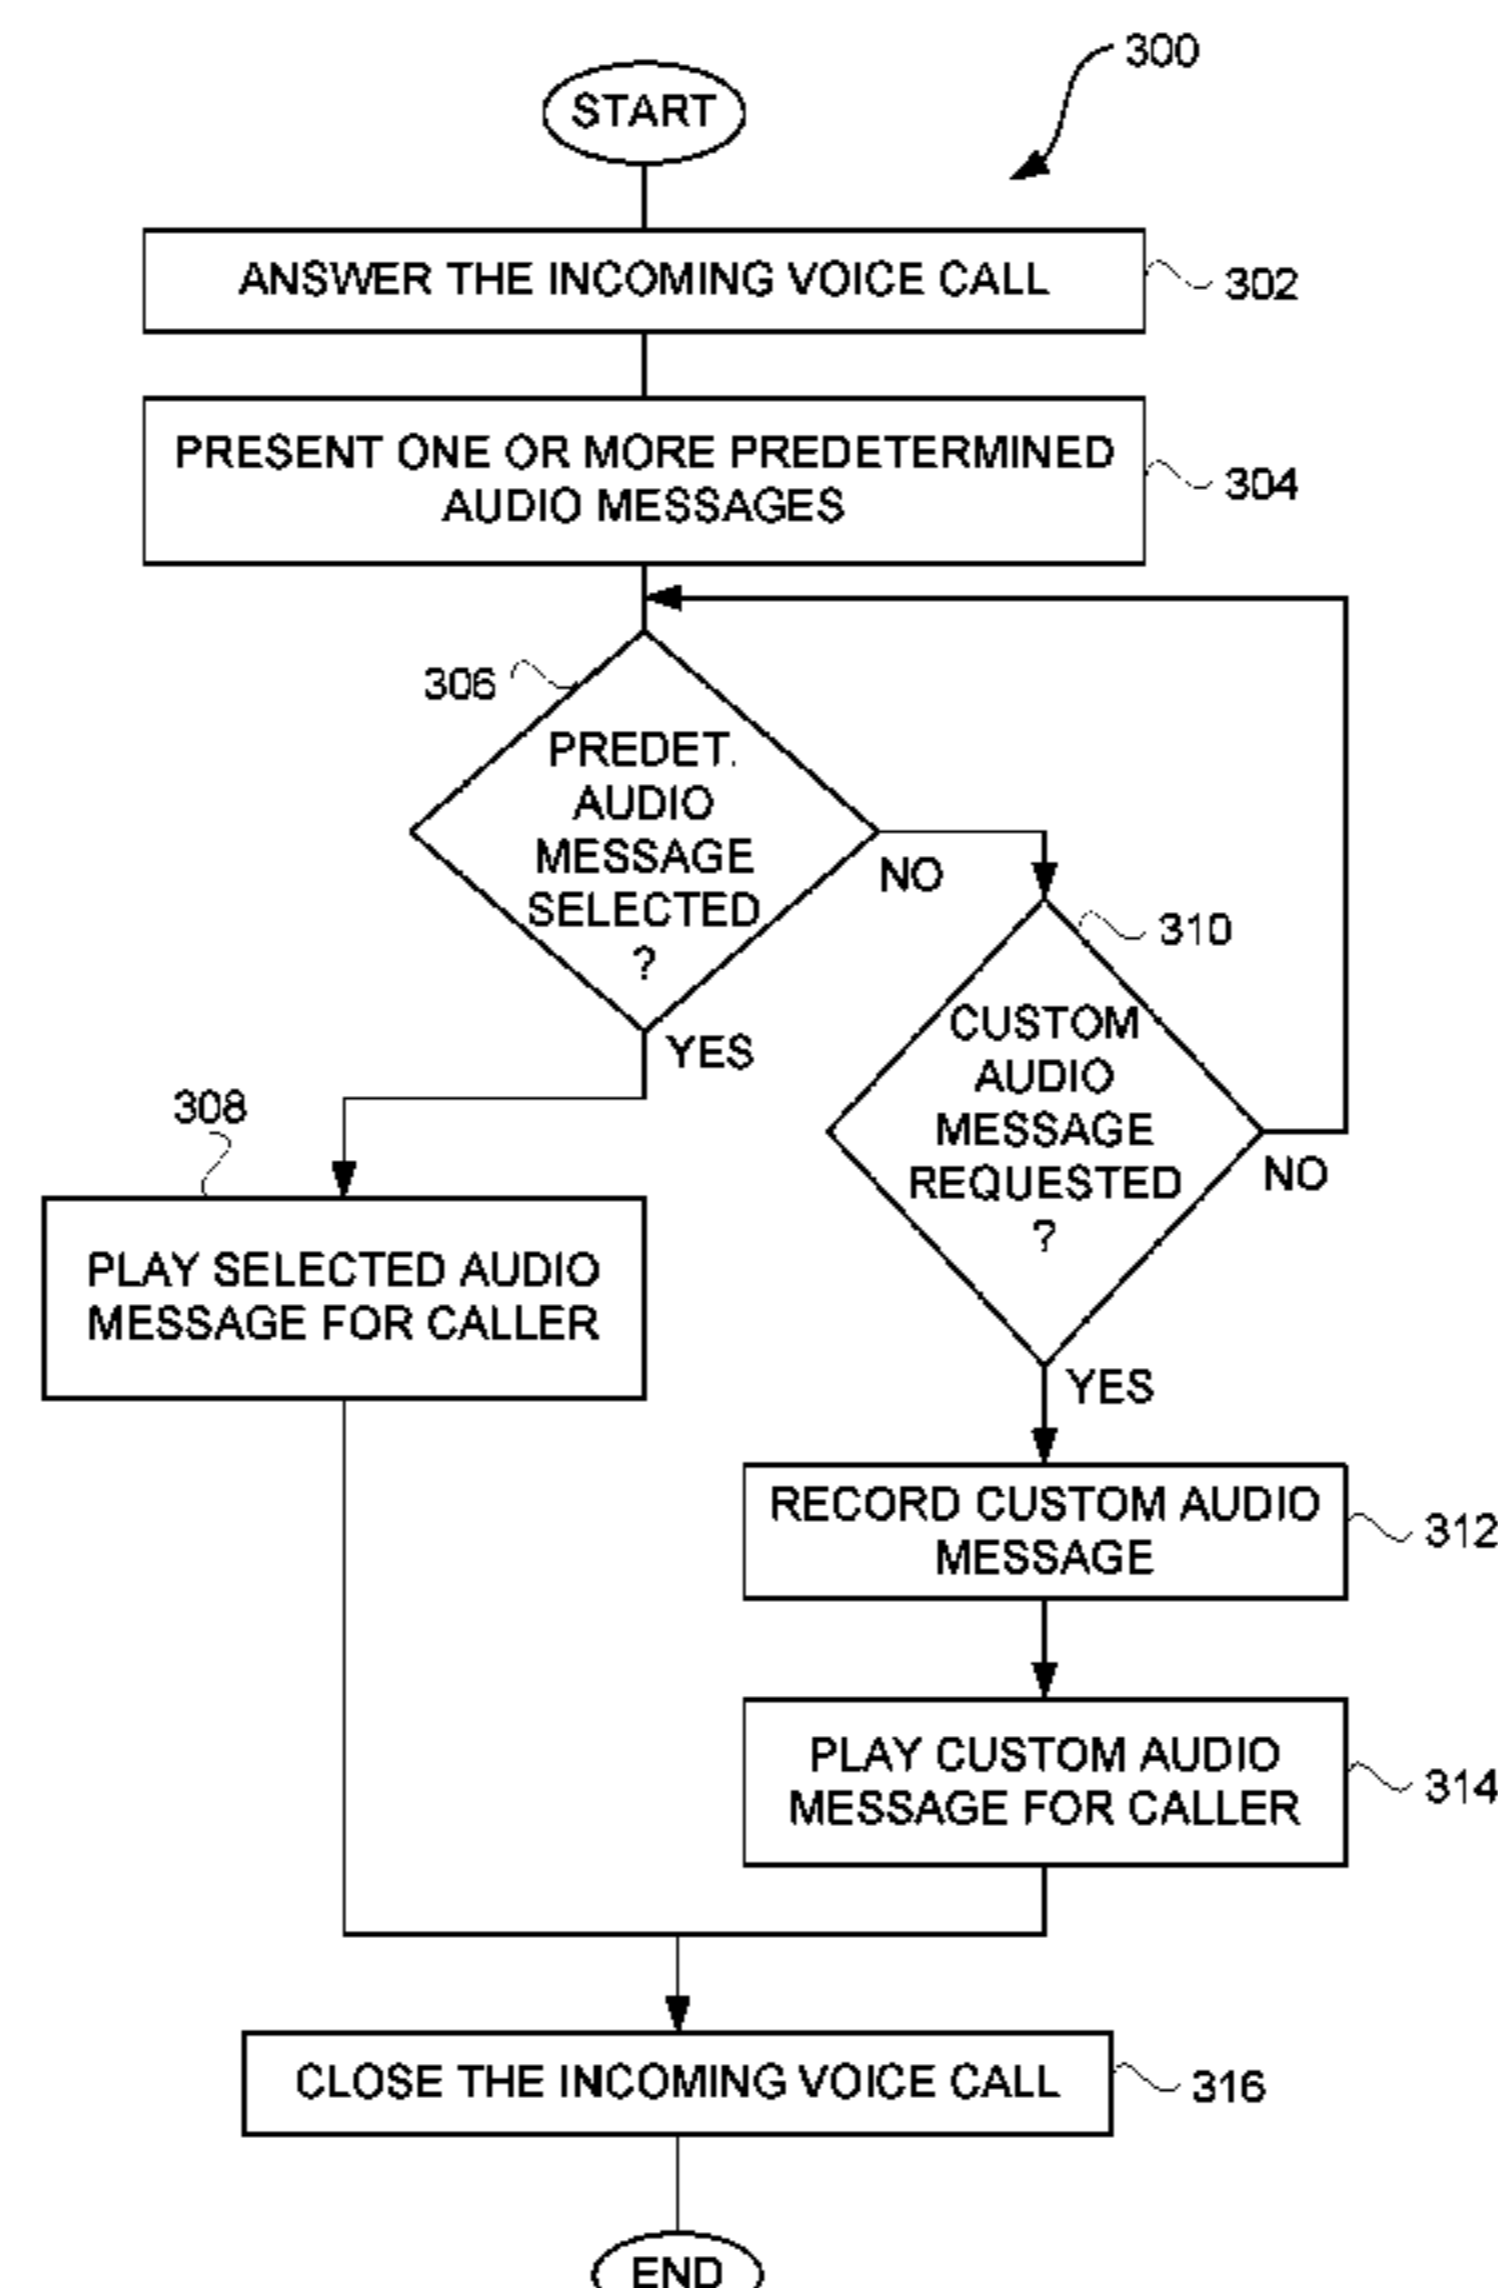 300
START
ANSWER THE INCOMING VOICE CALL
302
PRESENT ONE OR MORE PREDETERMINED
AUDIO MESSAGES
304
306
PREDET.
AUDIO
MESSAGE
SELECTED
?
NO
YES
310
CUSTOM
AUDIO
MESSAGE
REQUESTED
?
NO
YES
308
PLAY SELECTED AUDIO
MESSAGE FOR CALLER
RECORD CUSTOM AUDIO
MESSAGE
312
PLAY CUSTOM AUDIO
MESSAGE FOR CALLER
314
CLOSE THE INCOMING VOICE CALL
316
END